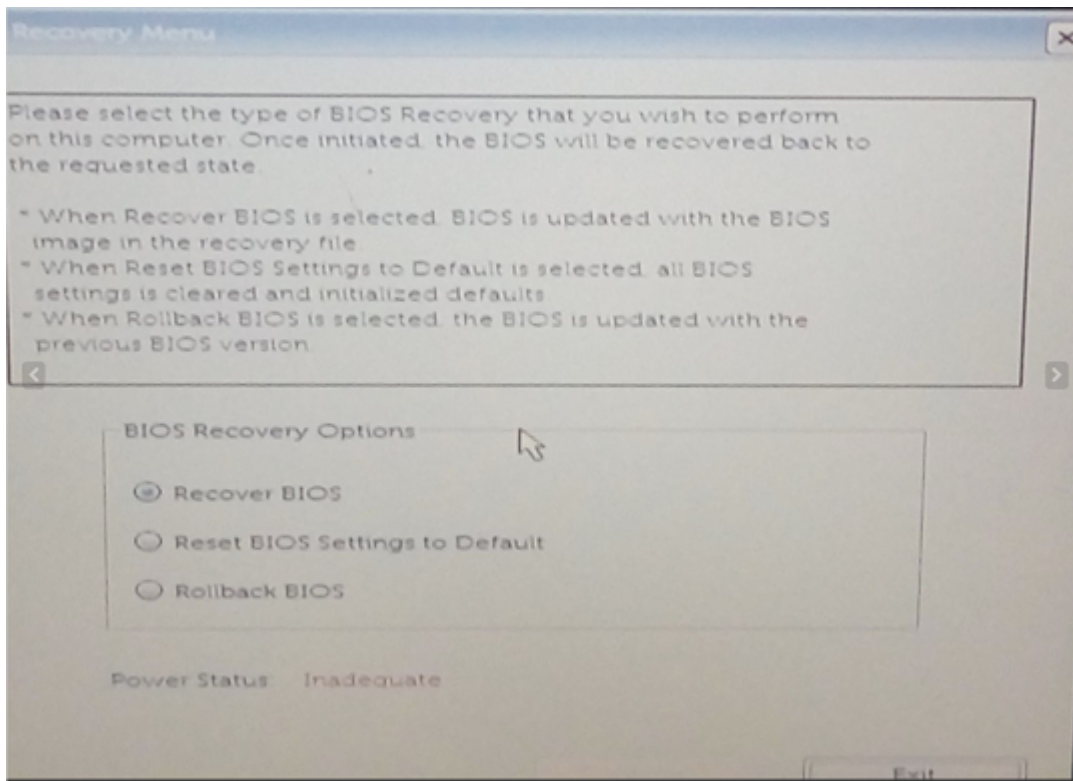 Recovery Menu
Please select the type of BIOS Recovery that you wish to perform
on this computer. Once initiated, the BIOS will be recovered back to
the requested state.
* When Recover BIOS is selected, BIOS is updated with the BIOS
image in the recovery file
* When Reset BIOS Settings to Default is selected, all BIOS
settings is cleared and initialized defaults
* When Rollback BIOS is selected, the BIOS is updated with the
previous BIOS version.
BIOS Recovery Options
Recover BIOS
Reset BIOS Settings to Default
Rollback BIOS
Power Status: Inadequate
Exit